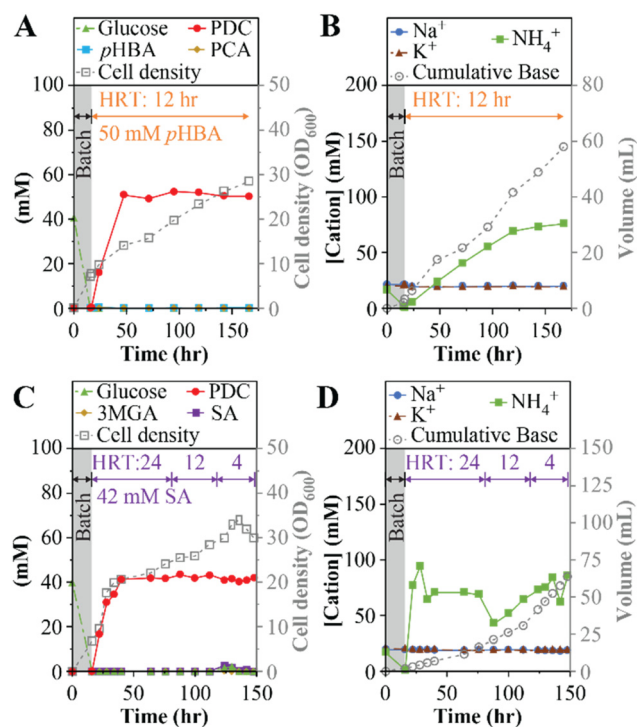 A
Glucose PDC
pHBA PCA
Cell density
100 50
HRT: 12 hr
50 mM pHBA
Batch
80 40
60 30
40 20
20 10
0 0
(mM)
Cell density (OD600)
0 50 100 150
Time (hr)
B
Na+ NH4+
K+
Cumulative Base
200 80
HRT: 12 hr
Batch
150 60
100 40
50 20
0 0
[Cation] (mM)
Volume (mL)
0 50 100 150
Time (hr)
C
Glucose PDC
3MGA SA
Cell density
100 50
HRT:24 12 4
42 mM SA
Batch
80 40
60 30
40 20
20 10
0 0
(mM)
Cell density (OD600)
0 50 100 150
Time (hr)
D
Na+ NH4+
K+
Cumulative Base
200 150
HRT: 24 12 4
Batch
150 125
100
100 75
50
50 25
0 0
[Cation] (mM)
Volume (mL)
0 50 100 150
Time (hr)